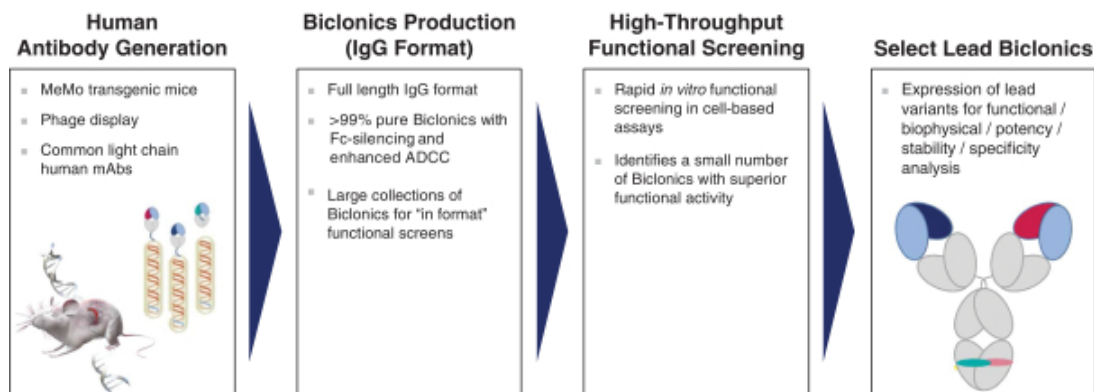 Human
Antibody Generation
MeMo transgenic mice
Phage display
Common light chain
human mAbs
Biclonics Production
(IgG Format)
Full length IgG format
>99% pure Biclonics with
Fc-silencing and
enhanced ADCC
Large collections of
Biclonics for “in format”
functional screens
High-Throughput
Functional Screening
Rapid in vitro functional
screening in cell-based
assays
Identifies a small number
of Biclonics with superior
functional activity
Select Lead Biclonics
Expression of lead
variants for functional /
biophysical / potency /
stability / specificity
analysis